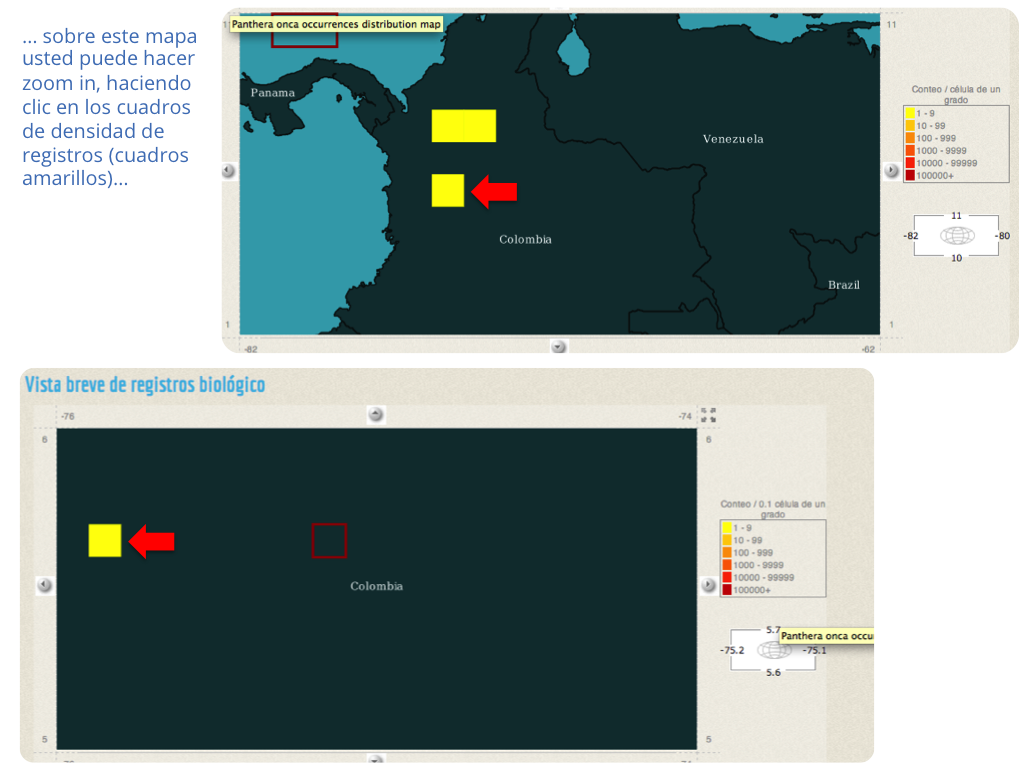 ... sobre este mapa
usted puede hacer
zoom in, haciendo
clic en los cuadros
de densidad de
registros (cuadros
amarillos)...
Panthera onca occurrences distribution map
11
Panama
Venezuela
Colombia
Brazil
1
1
-82
-62
Conteo / célula de un
grado
1 - 9
10 - 99
100 - 999
1000 - 9999
10000 - 99999
100000+
11
-82
-80
10
Vista breve de registros biológico
-76
-74
6
6
Colombia
5
5
Conteo / 0.1 célula de un
grado
1 - 9
10 - 99
100 - 999
1000 - 9999
10000 - 99999
100000+
5.7
Panthera onca occu
-75.2
-75.1
5.6